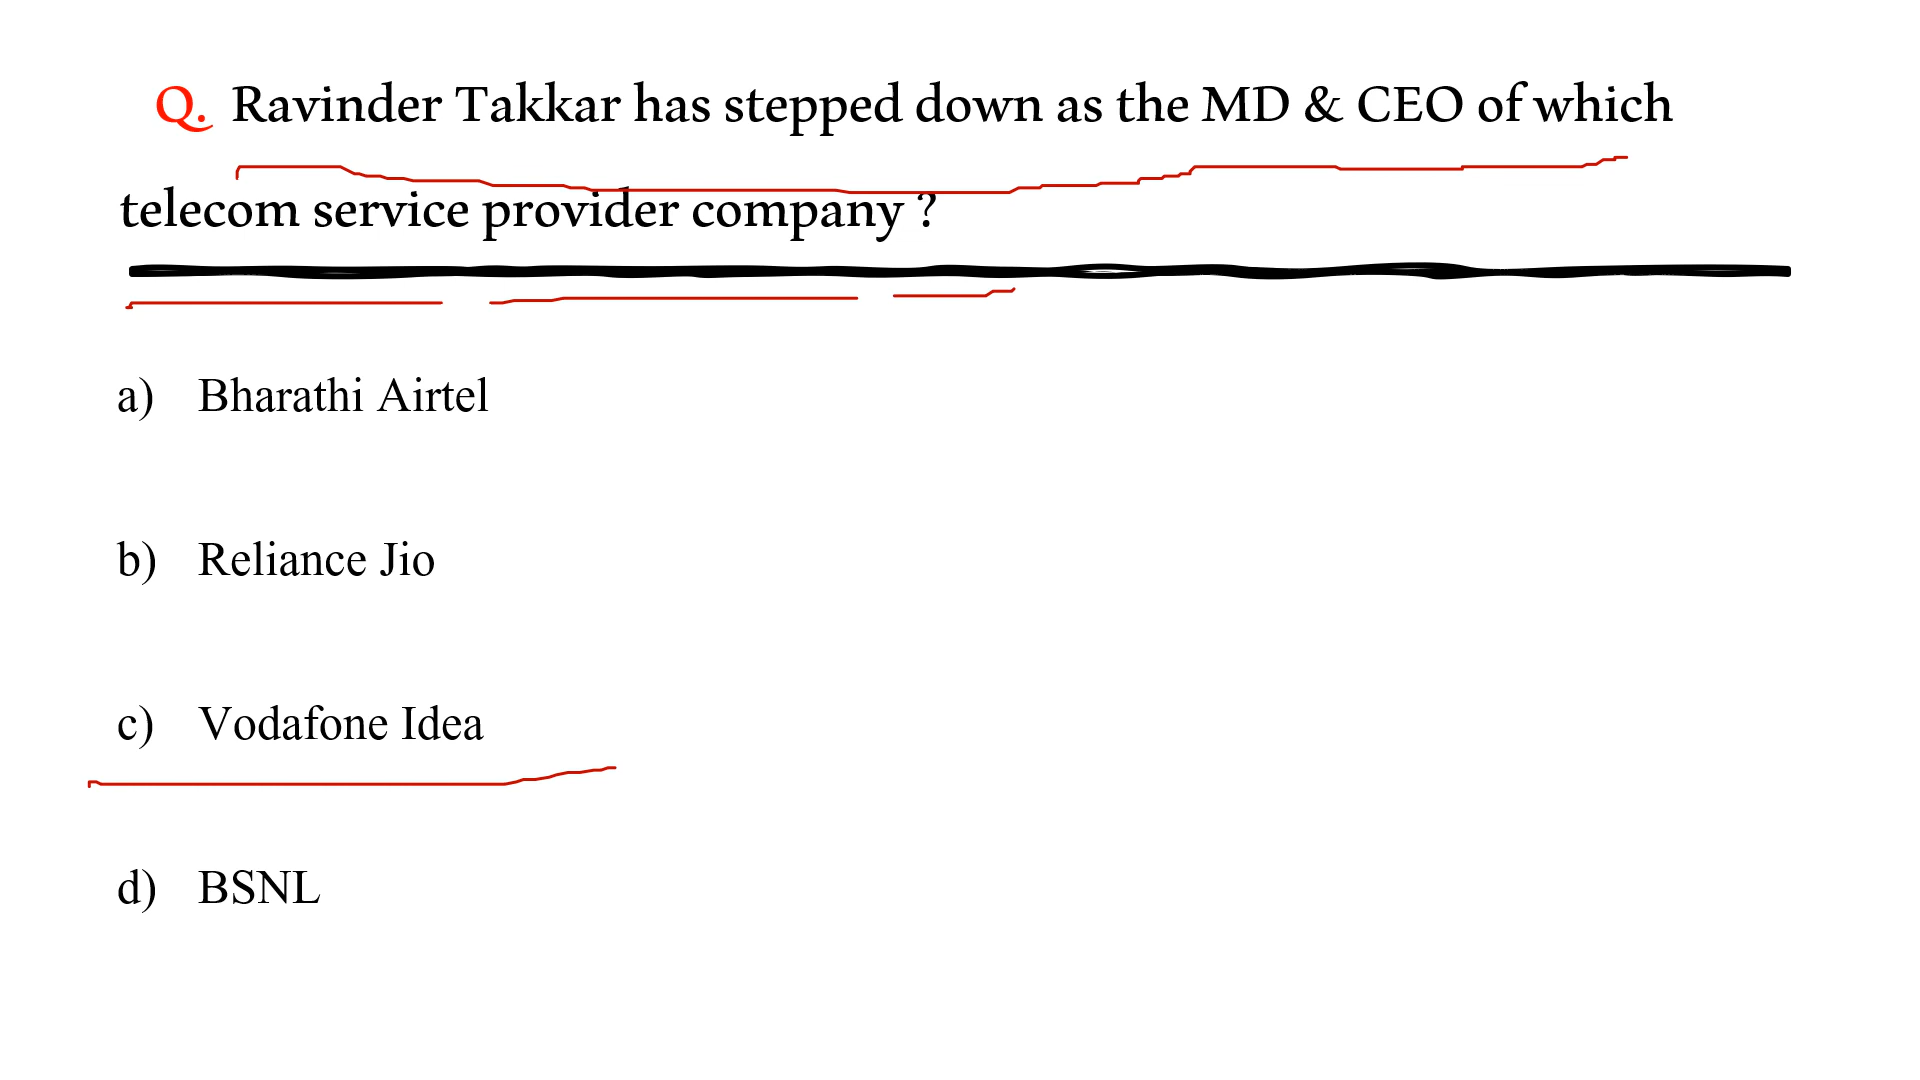 Q. Ravinder Takkar has stepped down as the MD & CEO of which
telecom service provider company ?
a) Bharathi Airtel
b) Reliance Jio
c) Vodafone Idea
d) BSNL